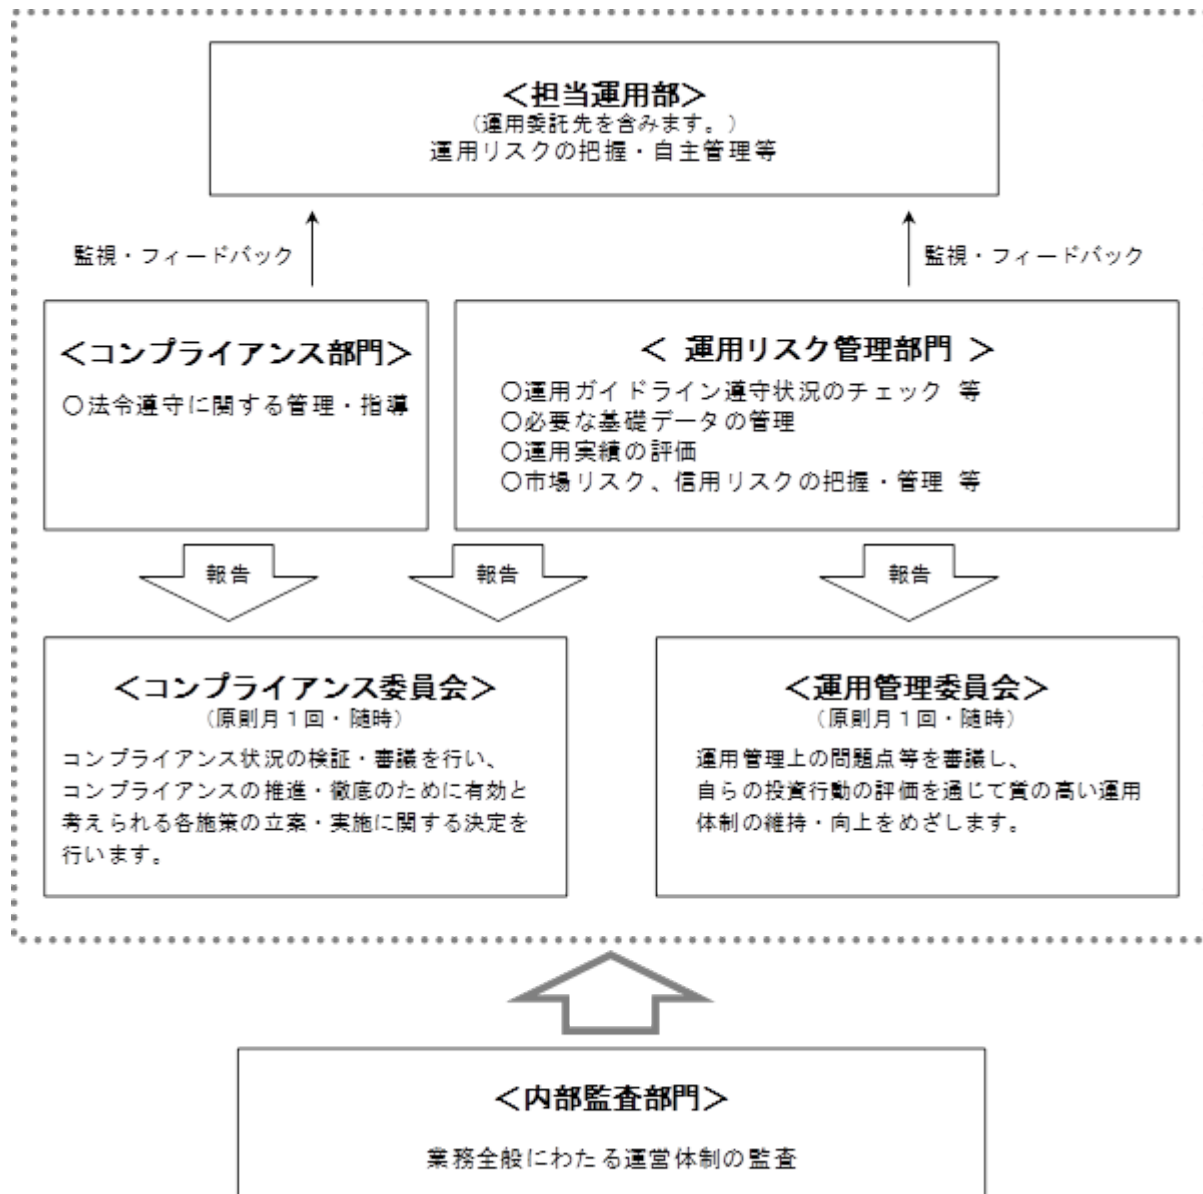 ＜担当運用部＞
（運用委託先を含みます。）
運用リスクの把握・自主管理等
監視・フィードバック
監視・フィードバック
＜コンプライアンス部門＞
〇法令遵守に関する管理・指導
＜ 運用リスク管理部門 ＞
〇運用ガイドライン遵守状況のチェック 等
〇必要な基礎データの管理
〇運用実績の評価
〇市場リスク、信用リスクの把握・管理 等
報告
報告
報告
＜コンプライアンス委員会＞
（原則月１回・随時）
コンプライアンス状況の検証・審議を行い、
コンプライアンスの推進・徹底のために有効と
考えられる各施策の立案・実施に関する決定を
行います。
＜運用管理委員会＞
（原則月１回・随時）
運用管理上の問題点等を審議し、
自らの投資行動の評価を通じて質の高い運用
体制の維持・向上をめざします。
＜内部監査部門＞
業務全般にわたる運営体制の監査